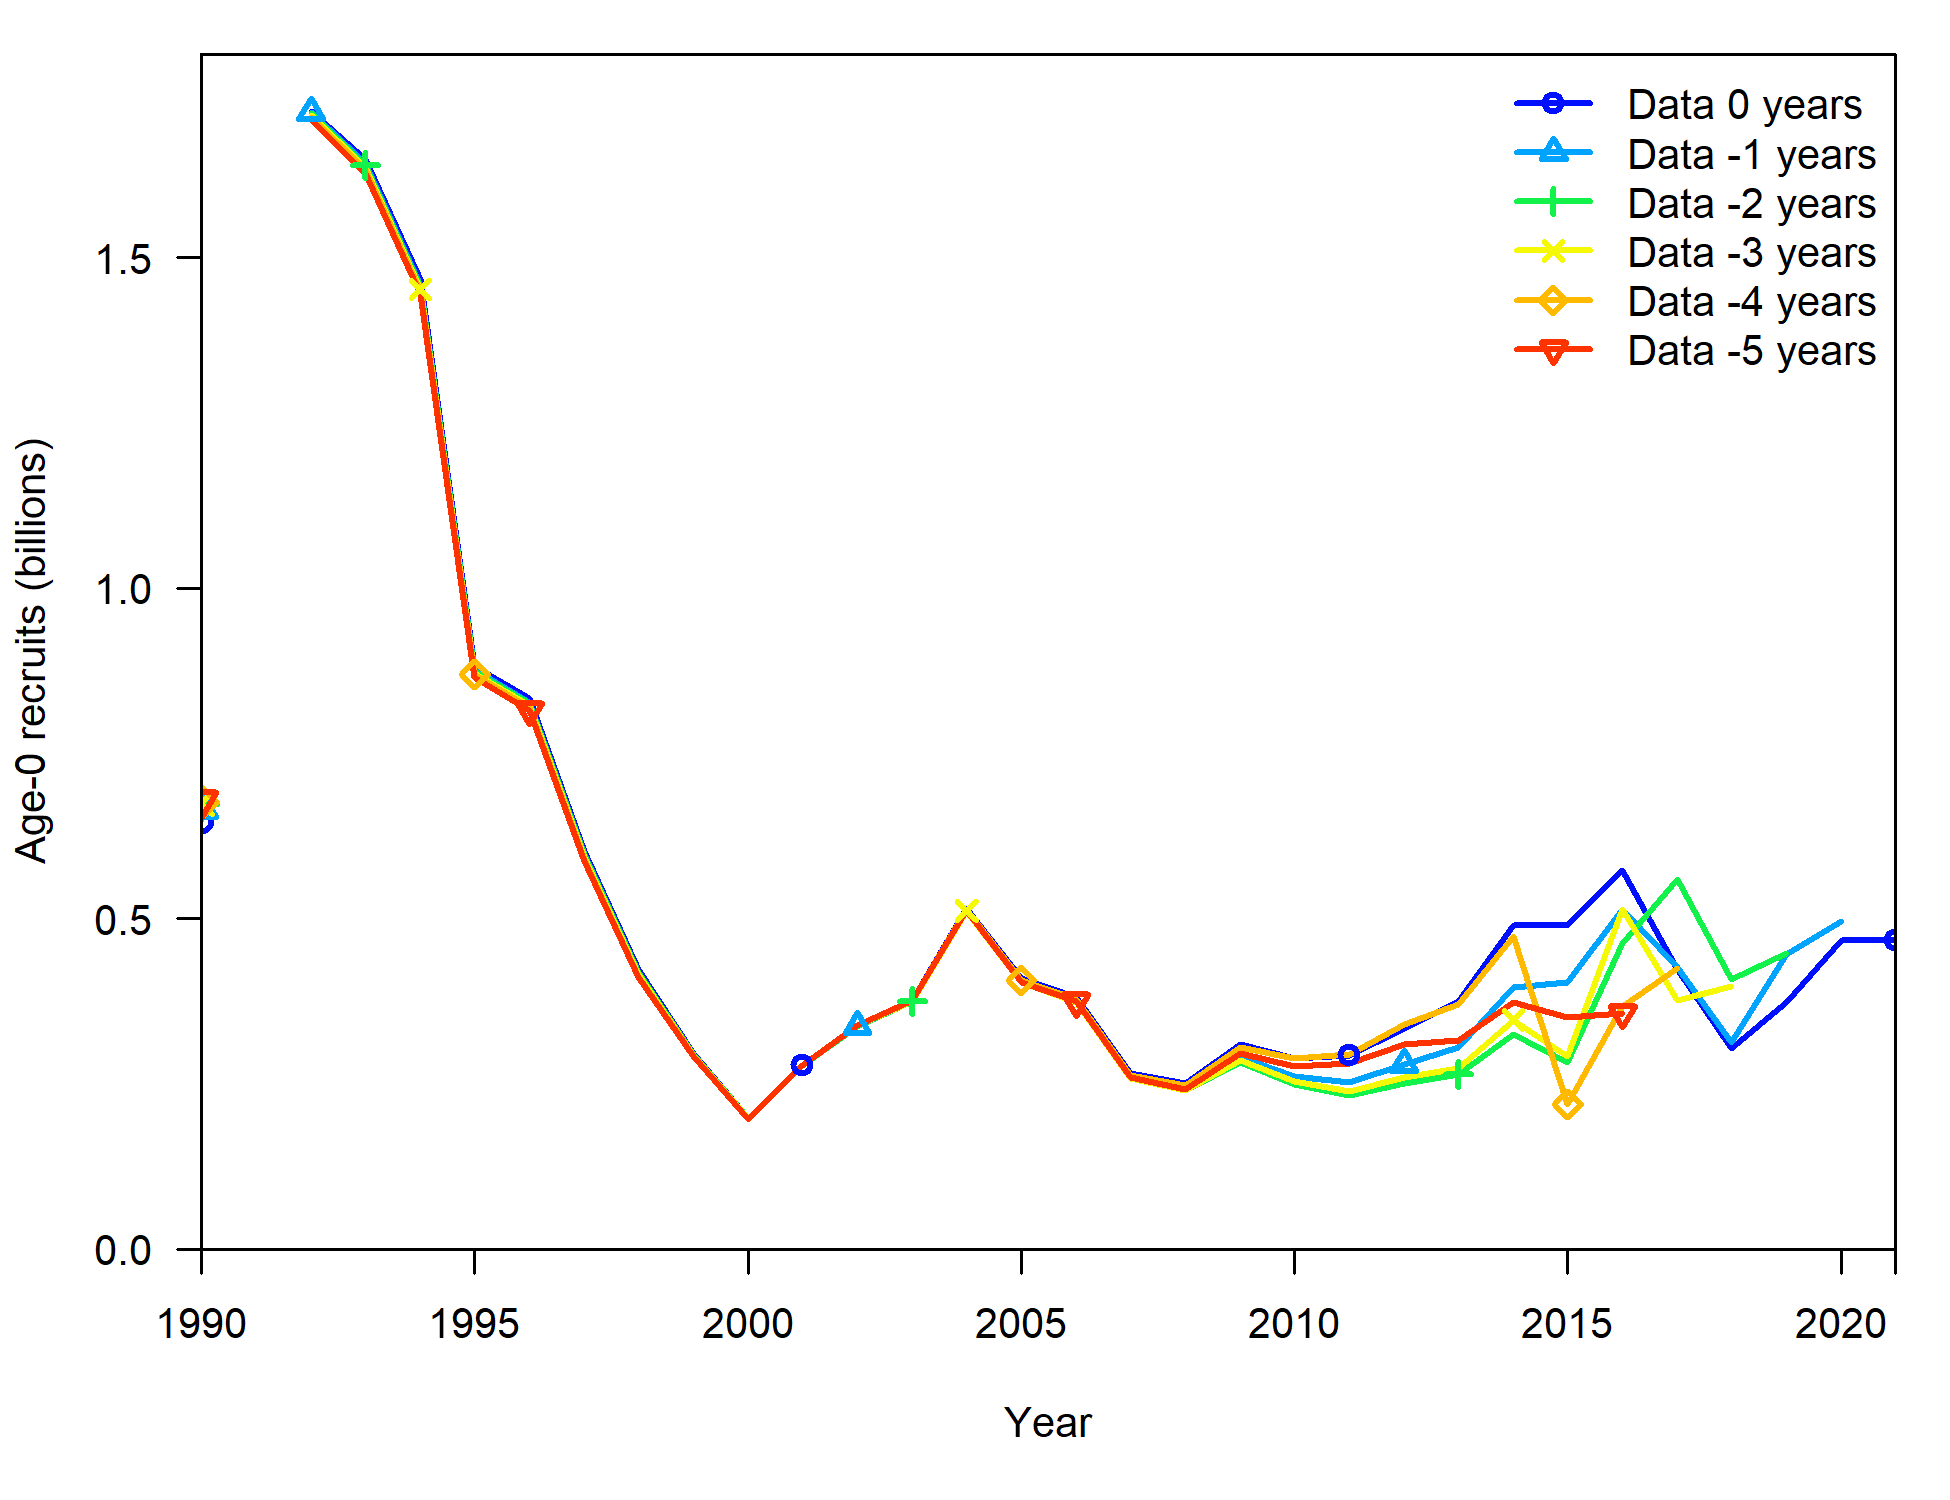 Data 0 years
Data -1 years
Data -2 years
Data -3 years
Data -4 years
Data -5 years
1.5
1.0
0.5
0.0
Age-0 recruits (billions)
1990 1995 2000 2005 2010 2015 2020
Year